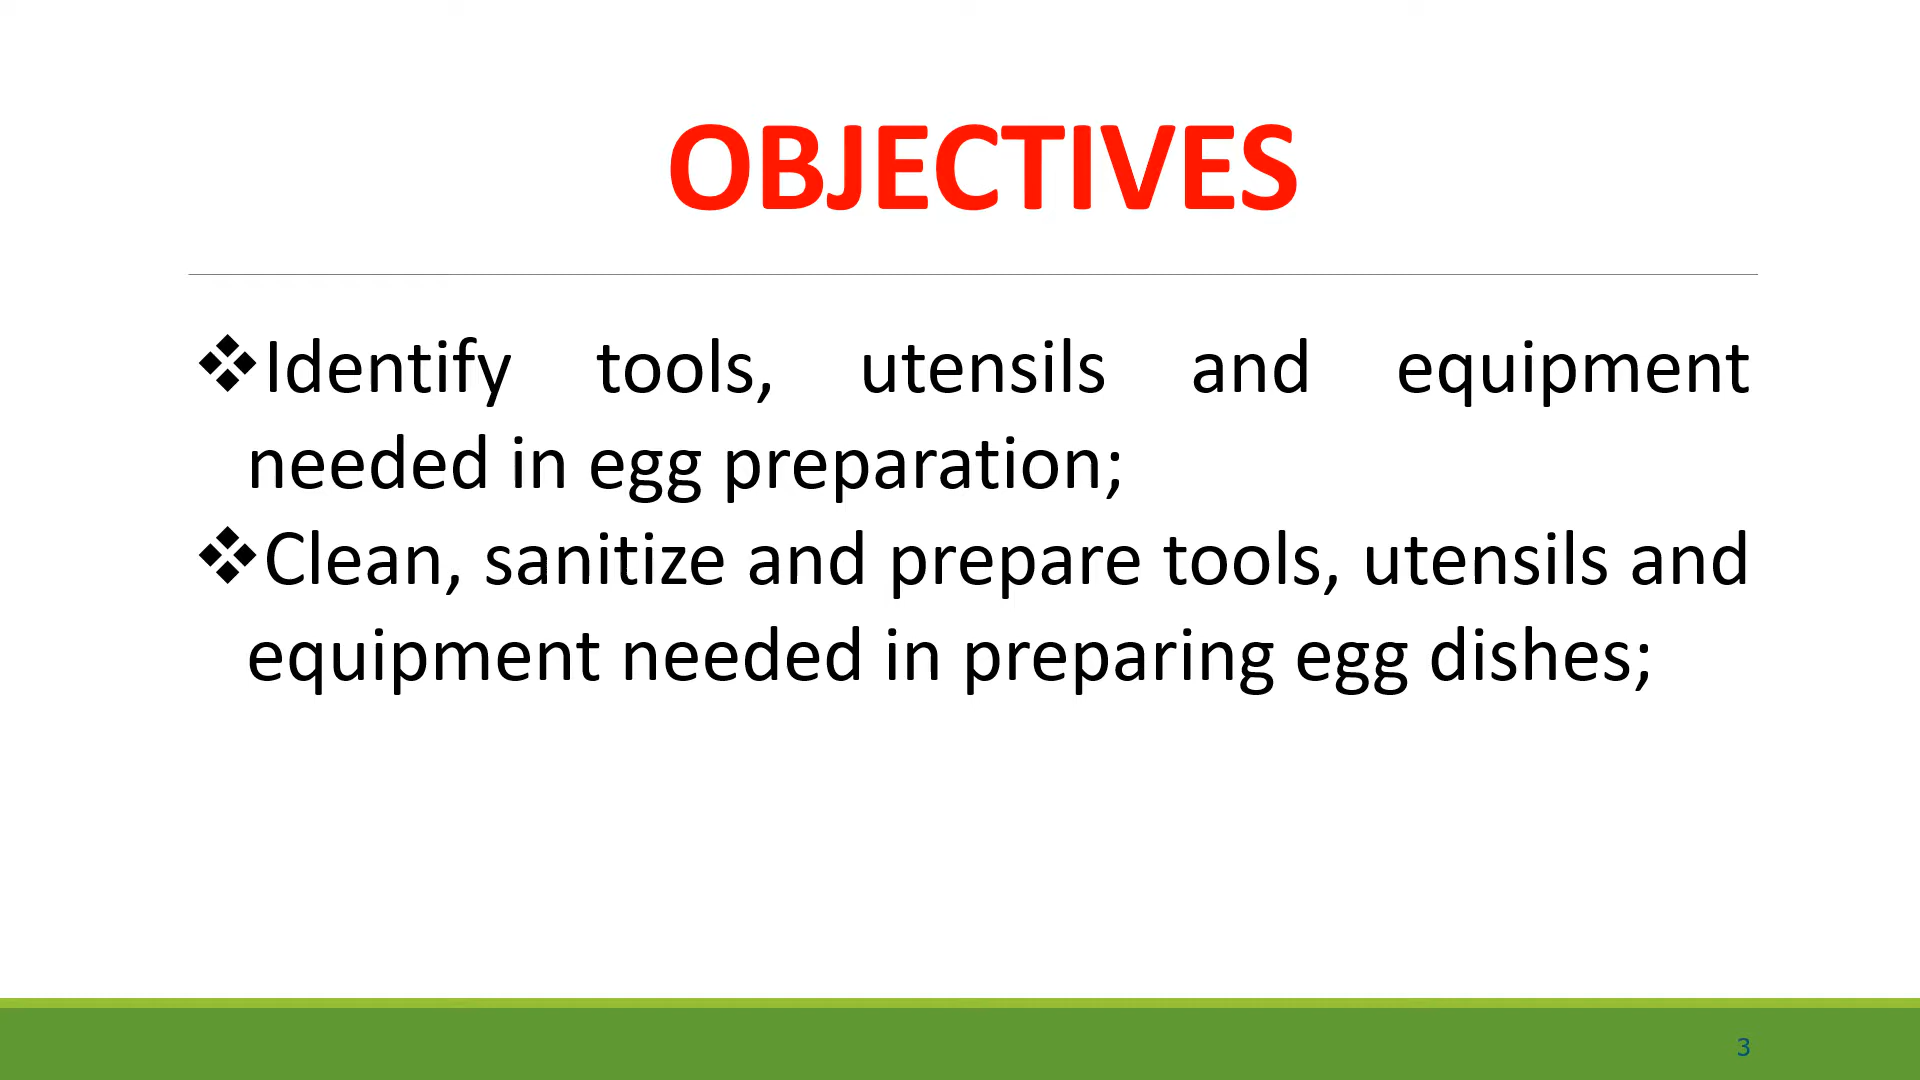 OBJECTIVES
❖Identify tools, utensils and equipment
needed in egg preparation;
❖Clean, sanitize and prepare tools, utensils and
equipment needed in preparing egg dishes;
3